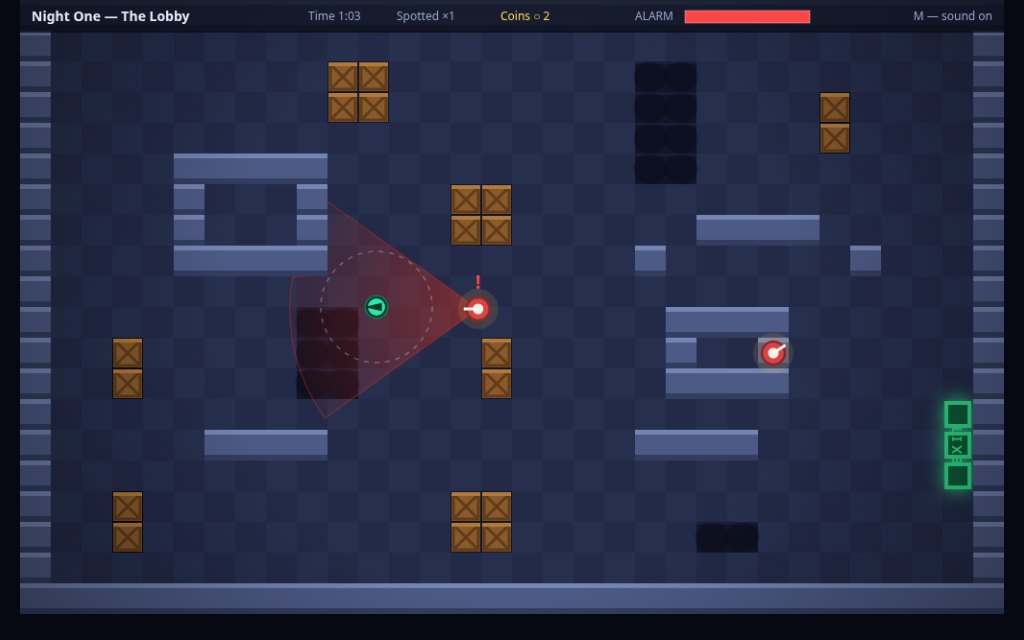 Night One — The Lobby
Time 1:03
Spotted ×1
Coins ○ 2
ALARM
M — sound on
!